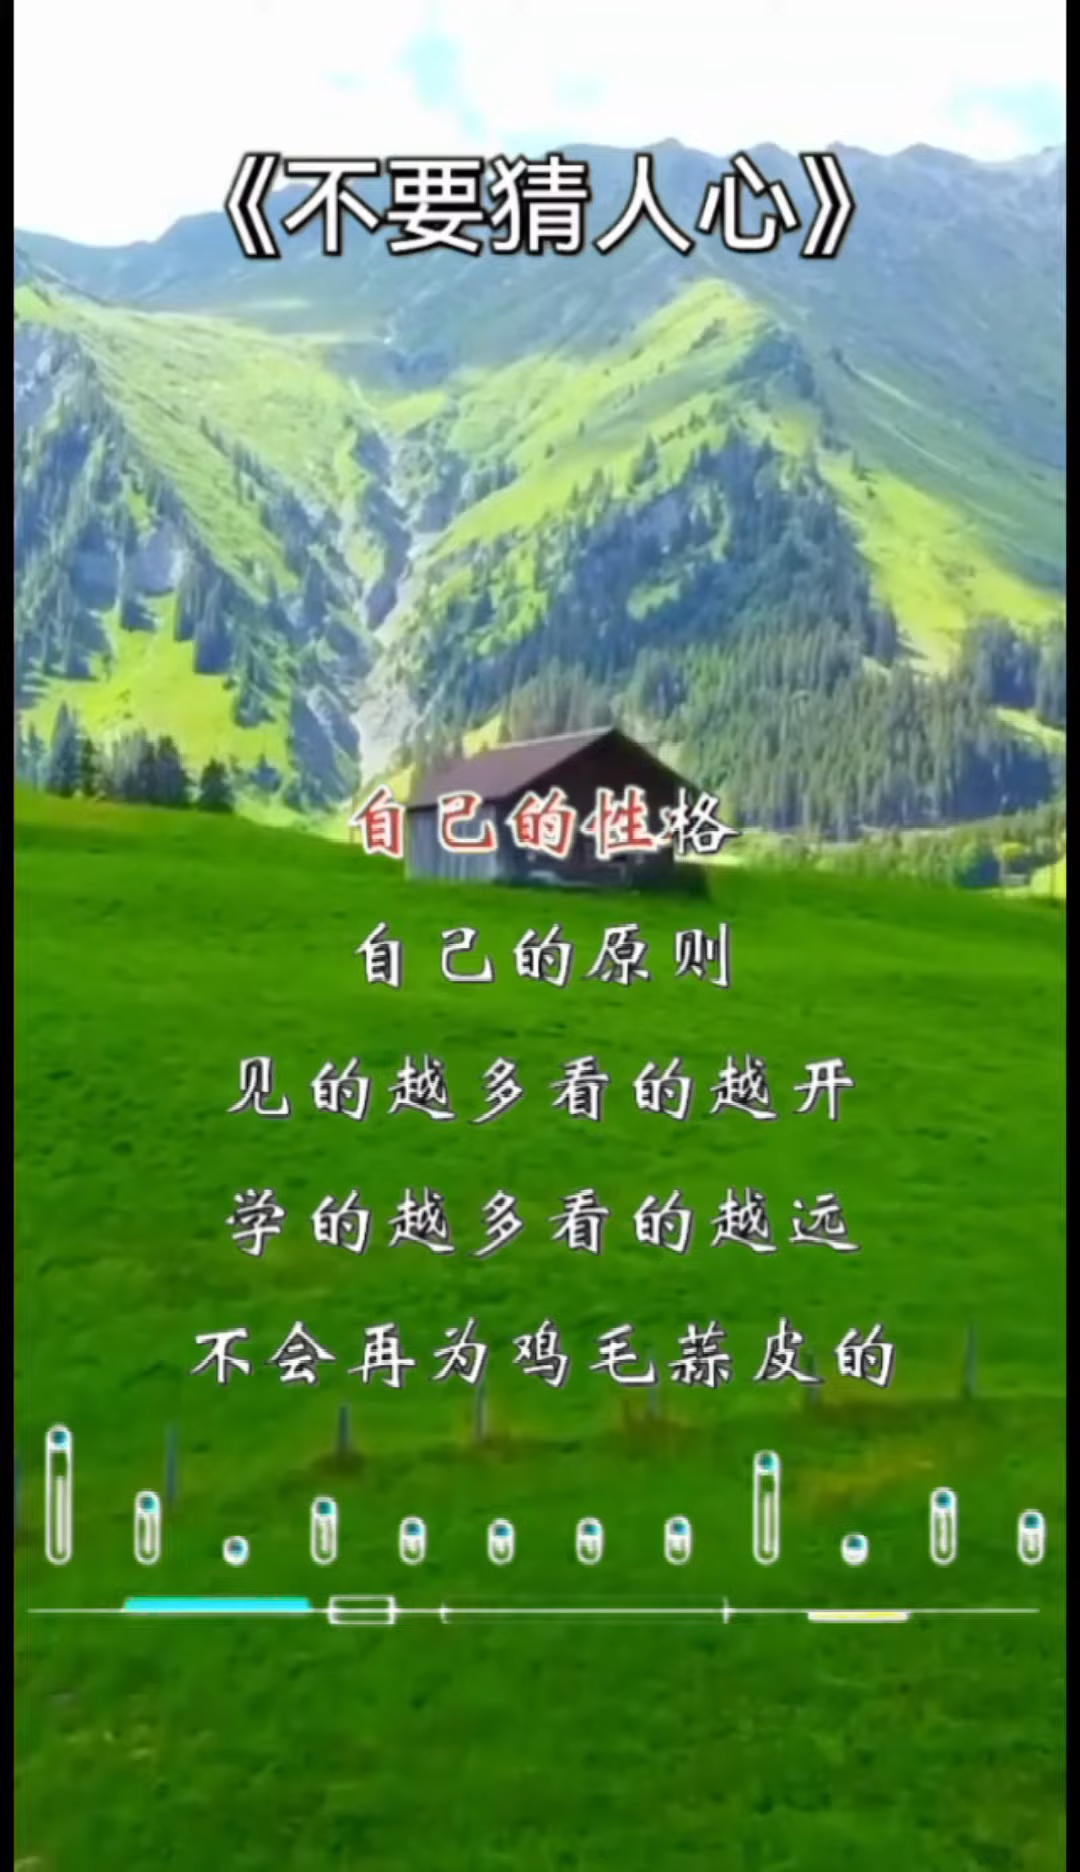 《不要猜人心》
自己的性格
自己的原则
见的越多看的越开
学的越多看的越远
不会再为鸡毛蒜皮的